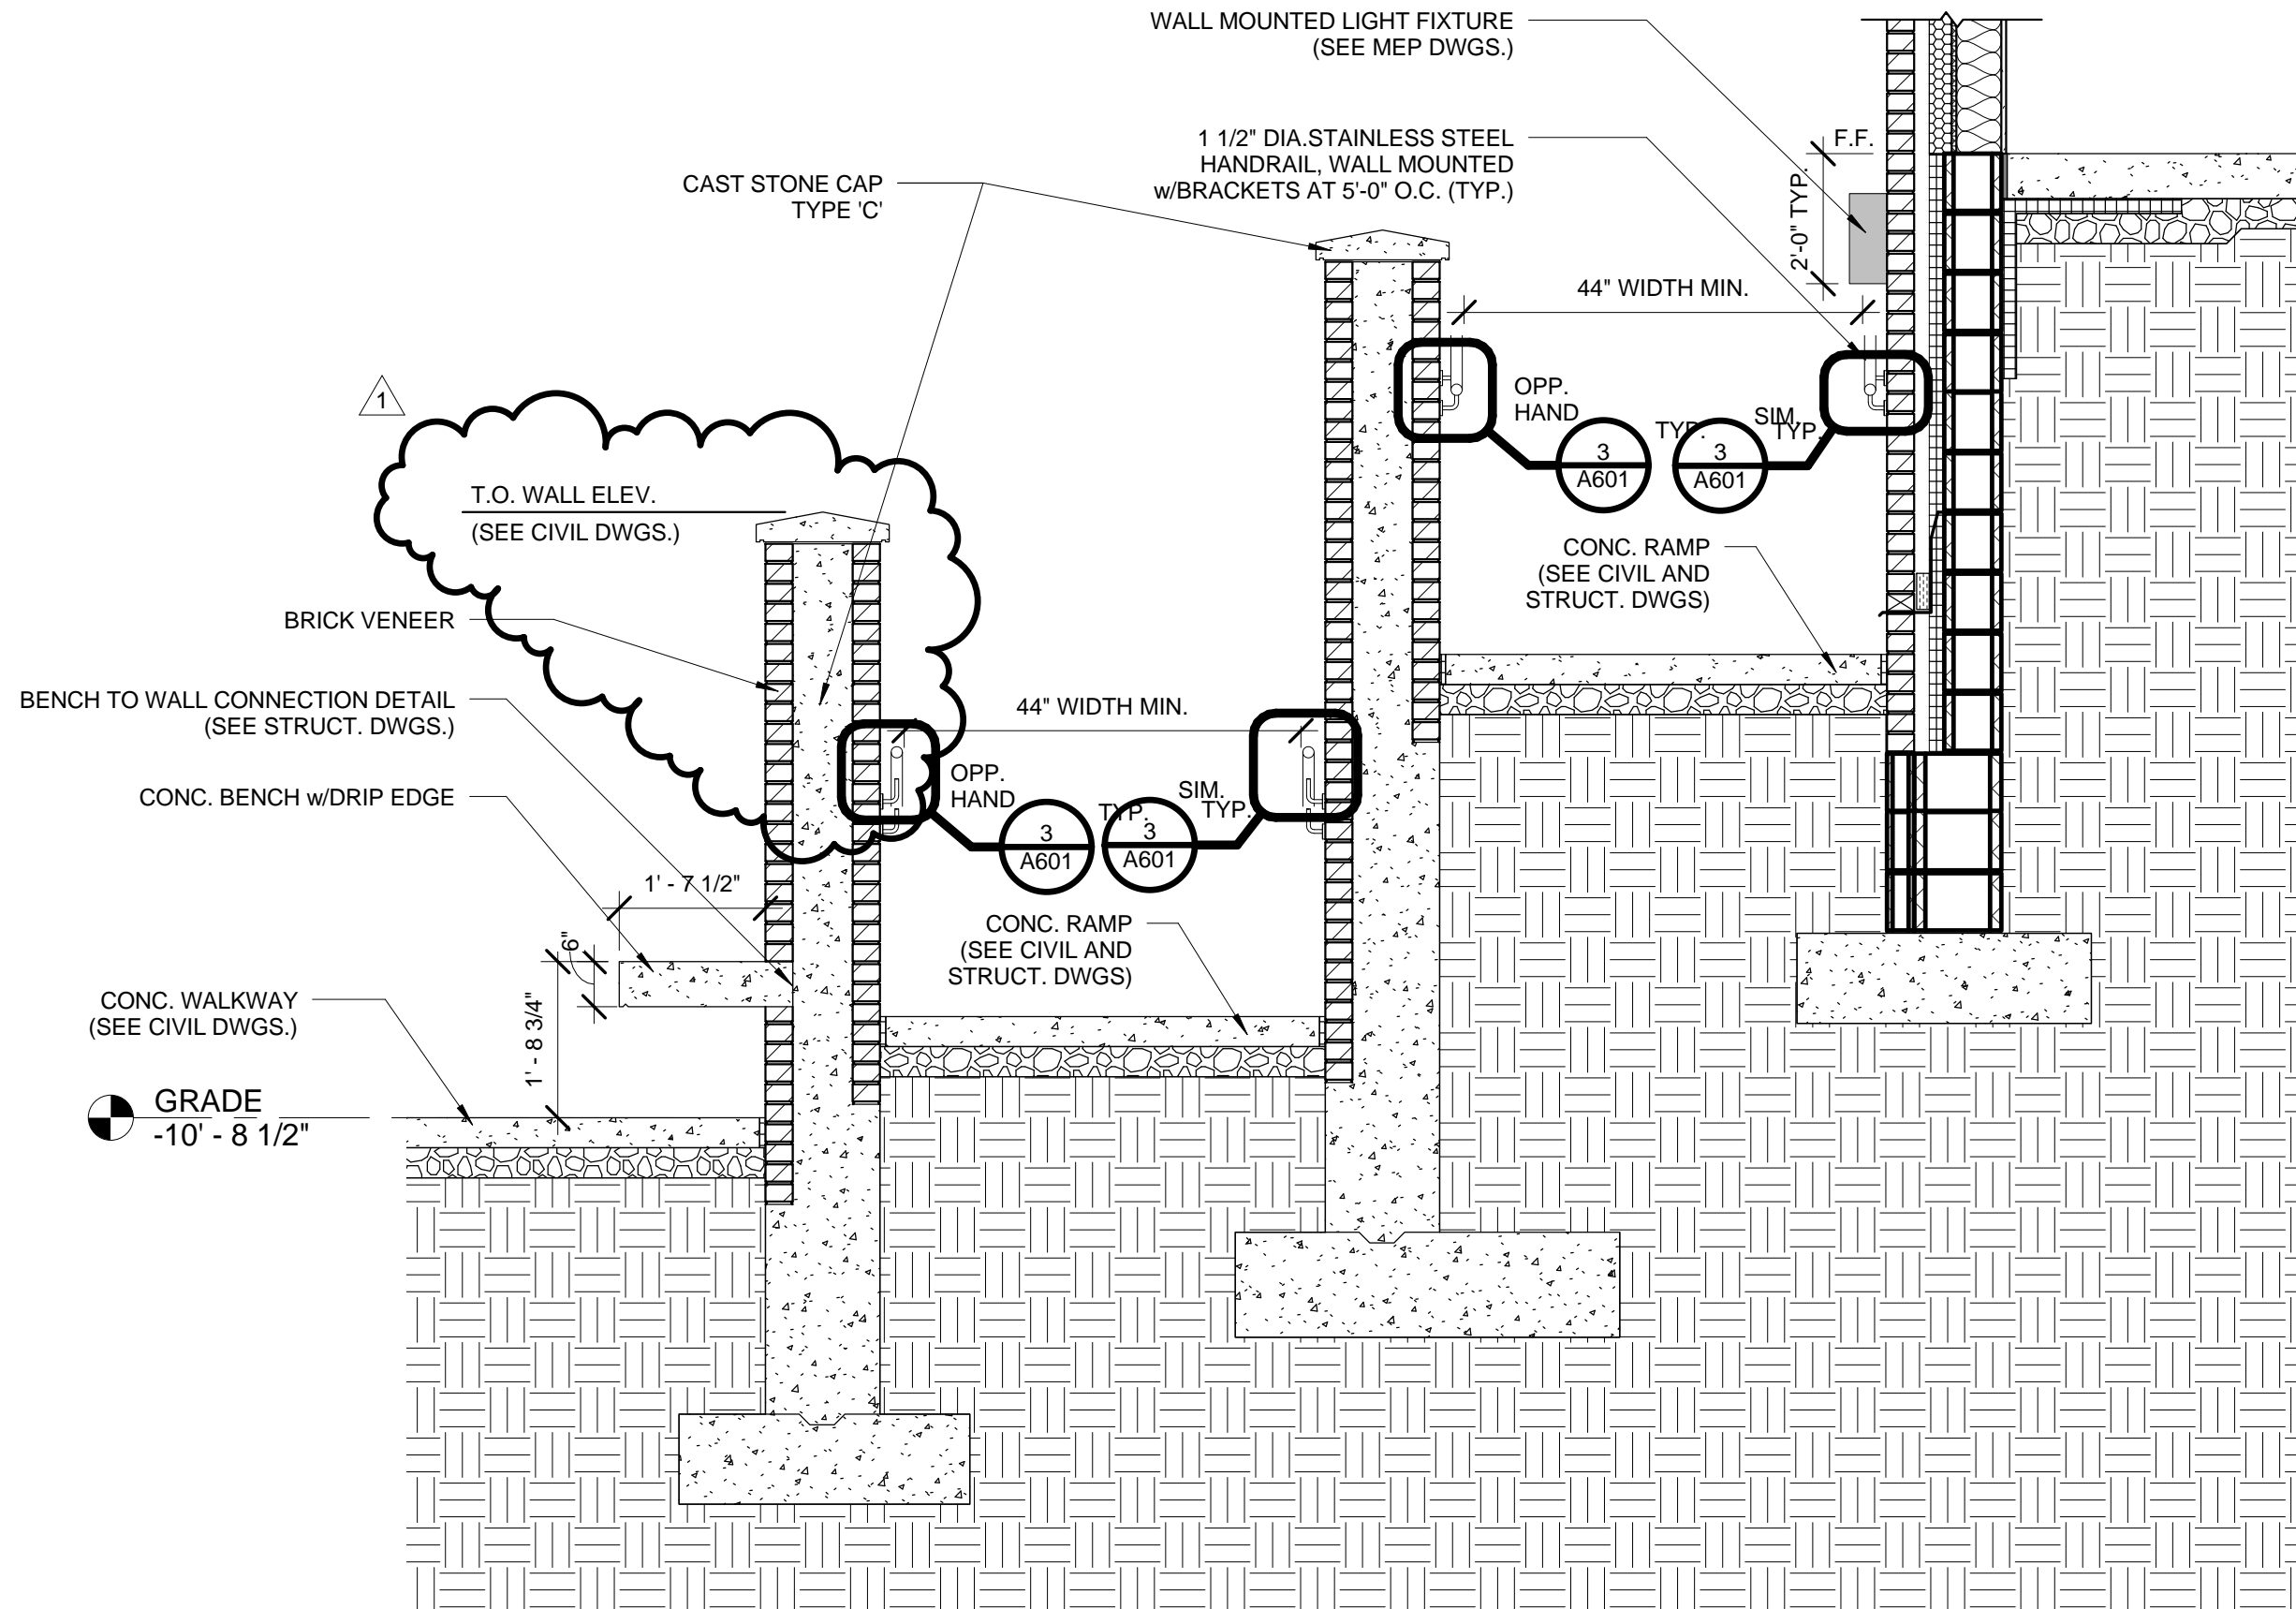 WALL MOUNTED LIGHT FIXTURE
(SEE MEP DWGS.)
1 1/2" DIA.STAINLESS STEEL
HANDRAIL, WALL MOUNTED
w/BRACKETS AT 5'-0" O.C. (TYP.)
F.F.
2'-0" TYP.
CAST STONE CAP
TYPE 'C'
44" WIDTH MIN.
1
OPP.
HAND
TYP.
3
A601
SIM.
TYP.
3
A601
T.O. WALL ELEV.
(SEE CIVIL DWGS.)
CONC. RAMP
(SEE CIVIL AND
STRUCT. DWGS)
BRICK VENEER
BENCH TO WALL CONNECTION DETAIL
(SEE STRUCT. DWGS.)
44" WIDTH MIN.
CONC. BENCH w/DRIP EDGE
OPP.
HAND
TYP.
3
A601
SIM.
TYP.
3
A601
1' - 7 1/2"
6"
1' - 8 3/4"
CONC. RAMP
(SEE CIVIL AND
STRUCT. DWGS)
CONC. WALKWAY
(SEE CIVIL DWGS.)
GRADE
-10' - 8 1/2"